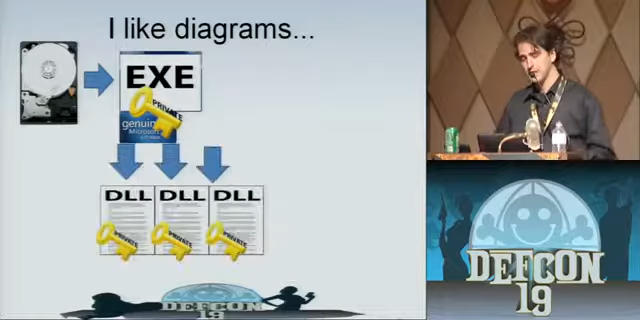 I like diagrams...
EXE
PRIVATE
genuine
Microsoft
DLL DLL DLL
PRIVATE PRIVATE PRIVATE
DEFCON
19
DEFCON
19